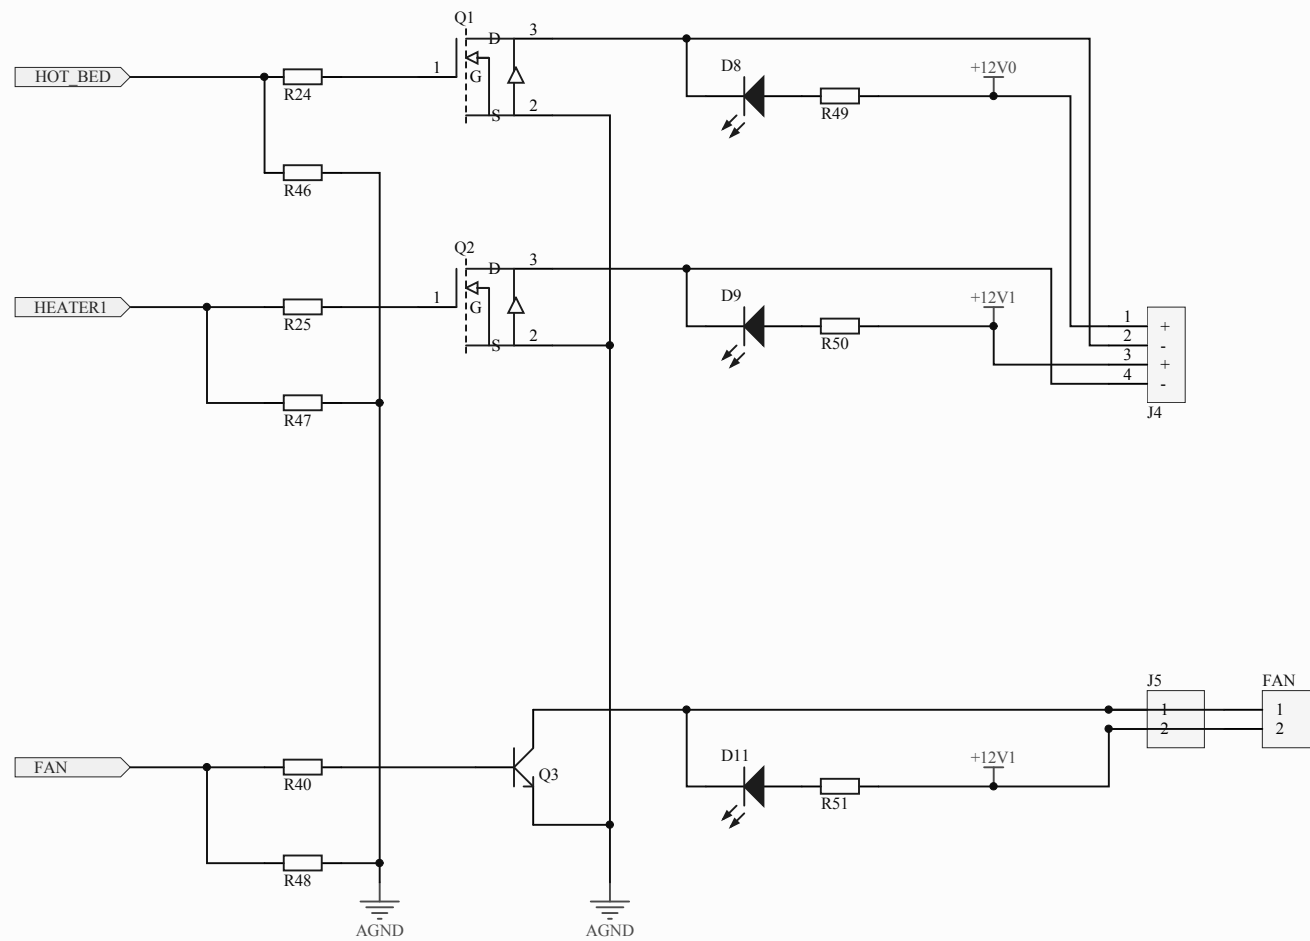 Q1
D
3
HOT_BED
1
G
R24
S
2
D8
+12V0
R49
R46
Q2
D
3
HEATER1
1
G
R25
S
2
D9
+12V1
R50
1
+
2
-
3
+
4
-
J4
R47
J5
FAN
1
1
2
2
FAN
R40
Q3
D11
+12V1
R51
R48
AGND
AGND